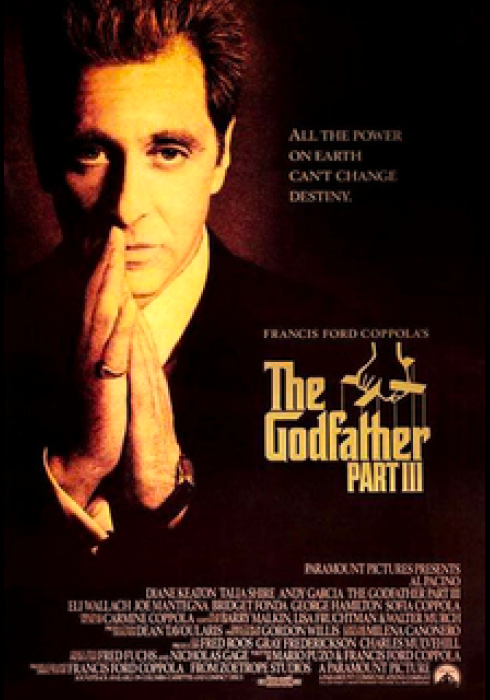 ALL THE POWER
ON EARTH
CAN'T CHANGE
DESTINY.
FRANCIS FORD COPPOLA'S
The
Godfather
PART III
PARAMOUNT PICTURES PRESENTS
AL PACINO
DIANE KEATON TALIA SHIRE ANDY GARCIA THE GODFATHER PART III
ELI WALLACH JOE MANTEGNA BRIDGET FONDA GEORGE HAMILTON SOFIA COPPOLA
CARMINE COPPOLA BARRY MALKIN, LISA FRUCHTMAN & WALTER MURCH
DEAN TAVOULARIS GORDON WILLIS MILENA CANONERO
FRED ROOS GRAY FREDERICKSON CHARLES MULVEHILL
FRED FUCHS NICHOLAS GAGE MARIO PUZO & FRANCIS FORD COPPOLA
FRANCIS FORD COPPOLA FROM ZOETROPE STUDIOS A PARAMOUNT PICTURE